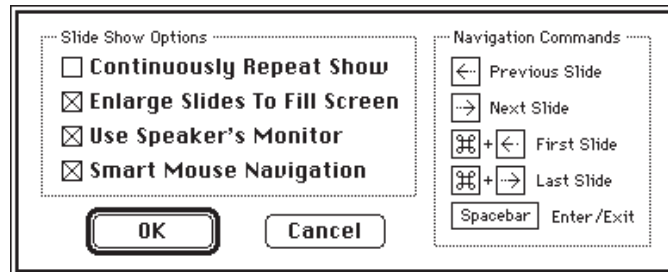 Slide Show Options
Continuously Repeat Show
Enlarge Slides To Fill Screen
Use Speaker's Monitor
Smart Mouse Navigation
OK
Cancel
Navigation Commands
← Previous Slide
→ Next Slide
⌘ + ← First Slide
⌘ + → Last Slide
Spacebar Enter/Exit